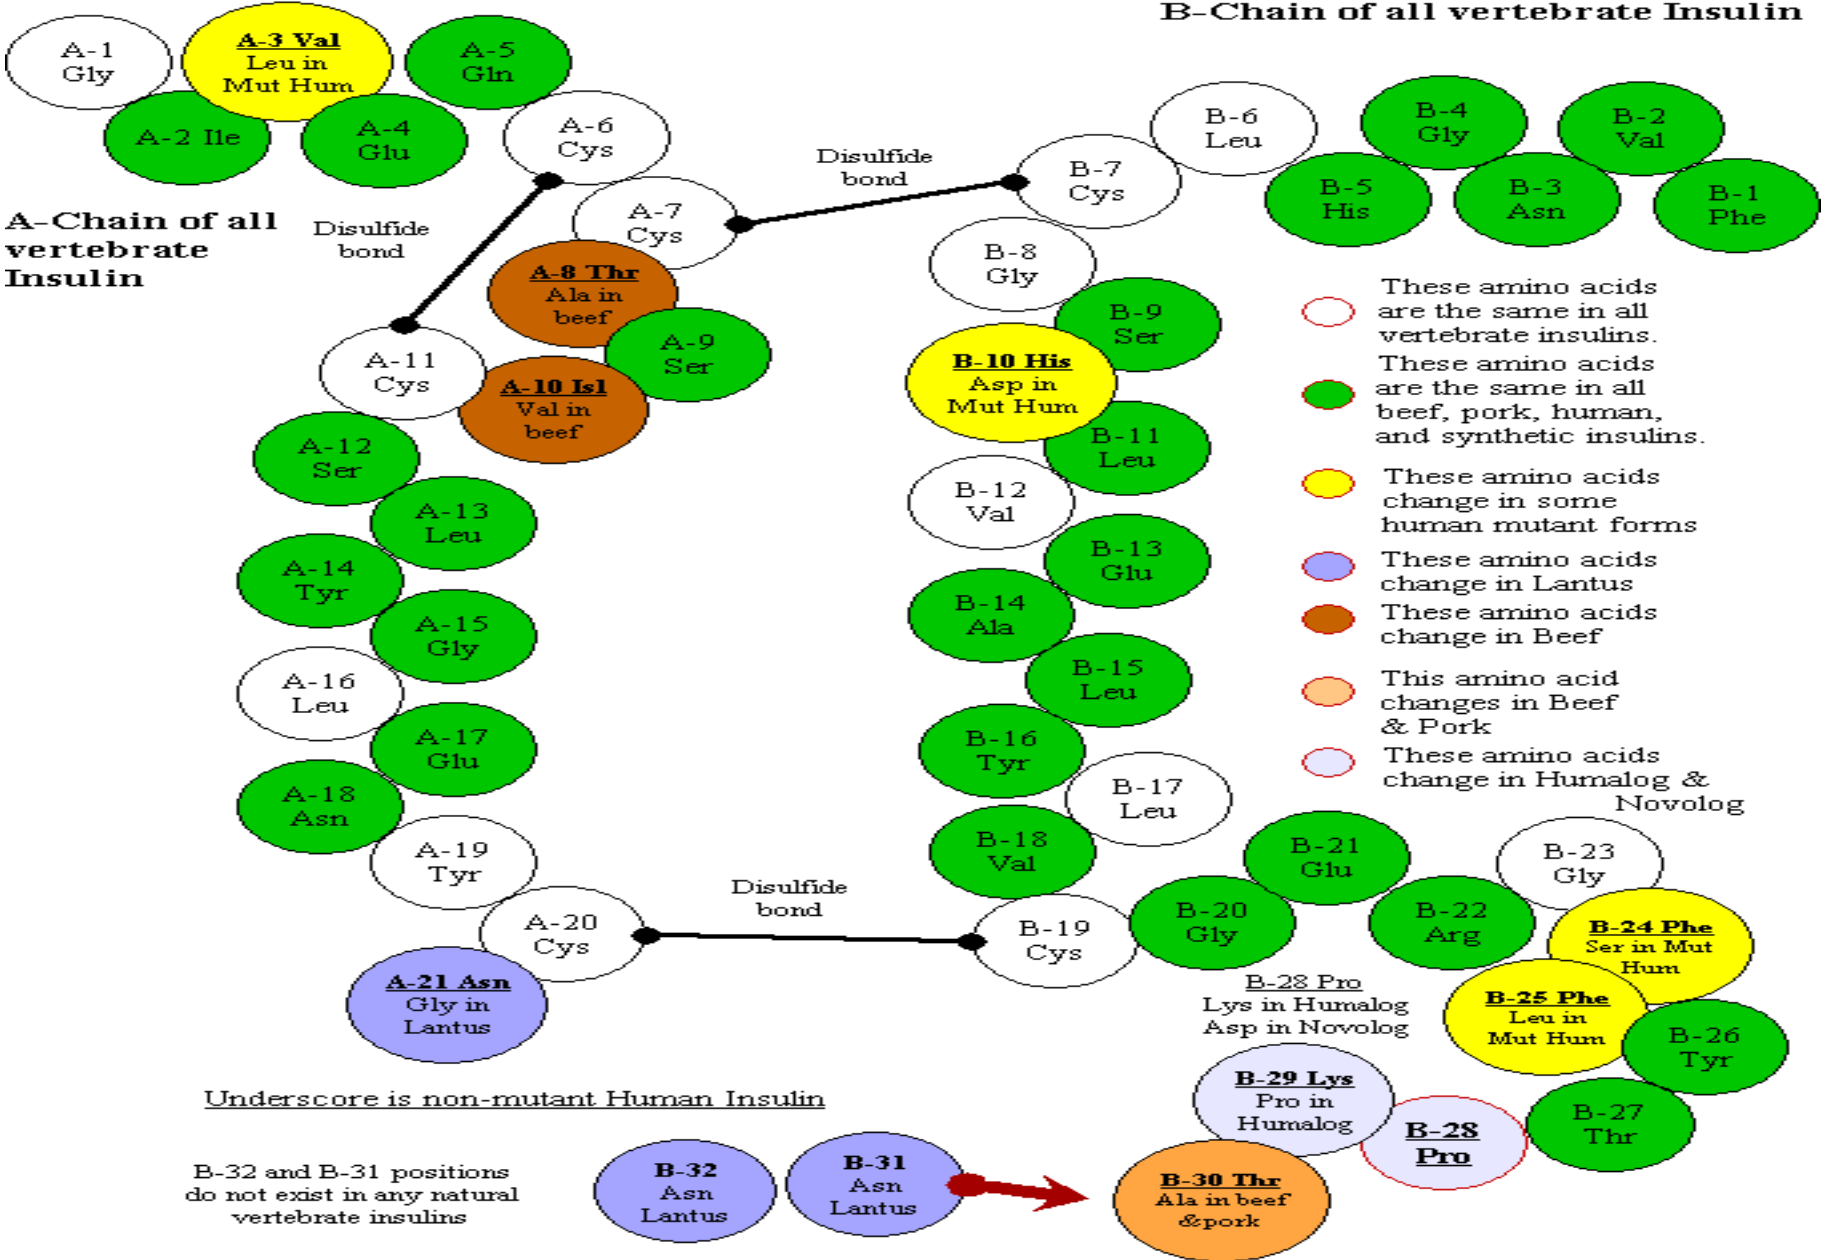 B-Chain of all vertebrate Insulin
A-1
Gly
A-2 Ile
A-3 Val
Leu in
Mut Hum
A-4
Glu
A-5
Gln
A-6
Cys
A-7
Cys
A-Chain of all
vertebrate
Insulin
Disulfide
bond
Disulfide
bond
A-8 Thr
Ala in
beef
A-9
Ser
A-10 Isl
Val in
beef
A-11
Cys
A-12
Ser
A-13
Leu
A-14
Tyr
A-15
Gly
A-16
Leu
A-17
Glu
A-18
Asn
A-19
Tyr
A-20
Cys
A-21 Asn
Gly in
Lantus
Disulfide
bond
B-1
Phe
B-2
Val
B-3
Asn
B-4
Gly
B-5
His
B-6
Leu
B-7
Cys
B-8
Gly
B-9
Ser
B-10 His
Asp in
Mut Hum
B-11
Leu
B-12
Val
B-13
Glu
B-14
Ala
B-15
Leu
B-16
Tyr
B-17
Leu
B-18
Val
B-19
Cys
B-20
Gly
B-21
Glu
B-22
Arg
B-23
Gly
B-24 Phe
Ser in Mut
Hum
B-25 Phe
Leu in
Mut Hum
B-26
Tyr
B-27
Thr
B-28
Pro
B-28 Pro
Lys in Humalog
Asp in Novolog
B-29 Lys
Pro in
Humalog
B-30 Thr
Ala in beef
&pork
B-31
Asn
Lantus
B-32
Asn
Lantus
These amino acids
are the same in all
vertebrate insulins.
These amino acids
are the same in all
beef, pork, human,
and synthetic insulins.
These amino acids
change in some
human mutant forms
These amino acids
change in Lantus
These amino acids
change in Beef
This amino acid
changes in Beef
& Pork
These amino acids
change in Humalog &
Novolog
Underscore is non-mutant Human Insulin
B-32 and B-31 positions
do not exist in any natural
vertebrate insulins